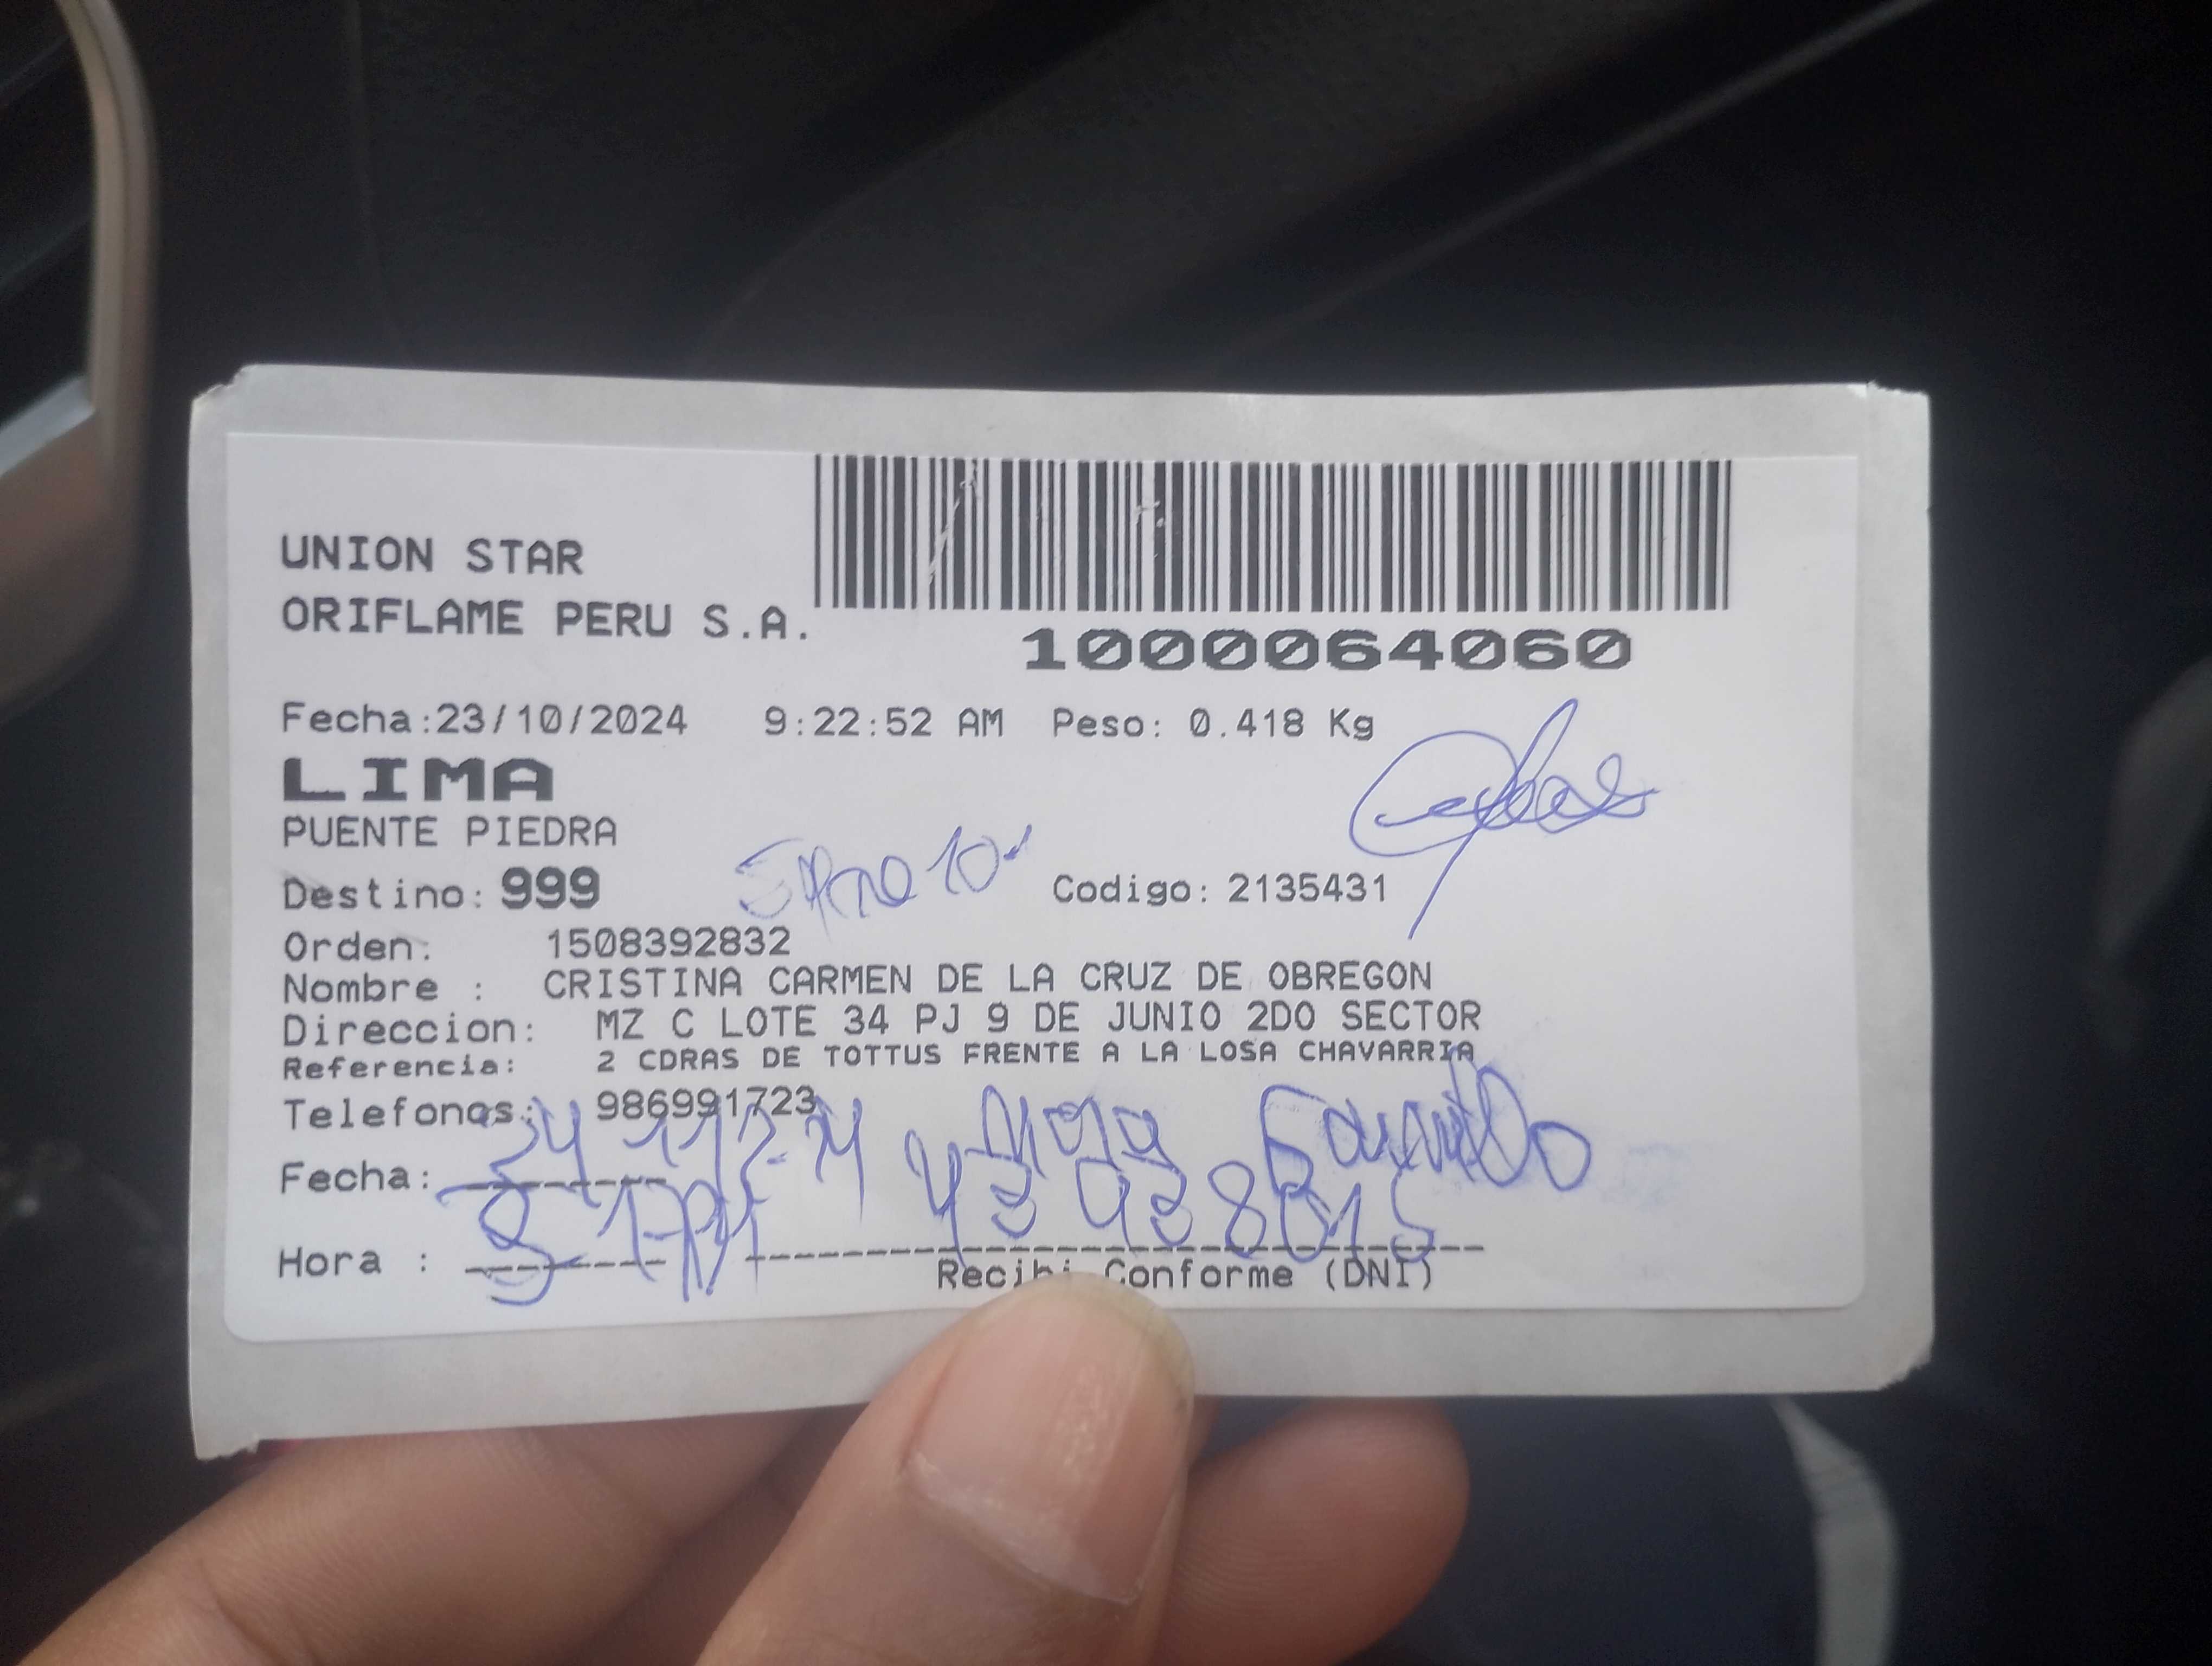 UNION STAR
ORIFLAME PERU S.A.
1000064060
Fecha:23/10/2024 9:22:52 AM Peso: 0.418 Kg
LIMA
PUENTE PIEDRA
Destino: 999 Codigo: 2135431
Orden: 1508392832
Nombre : CRISTINA CARMEN DE LA CRUZ DE OBREGON
Direccion: MZ C LOTE 34 PJ 9 DE JUNIO 2DO SECTOR
Referencia: 2 CDRAS DE TOTTUS FRENTE A LA LOSA CHAVARRIA
Telefonos: 986991723
Fecha:
Hora :
Recibi Conforme (DNI)